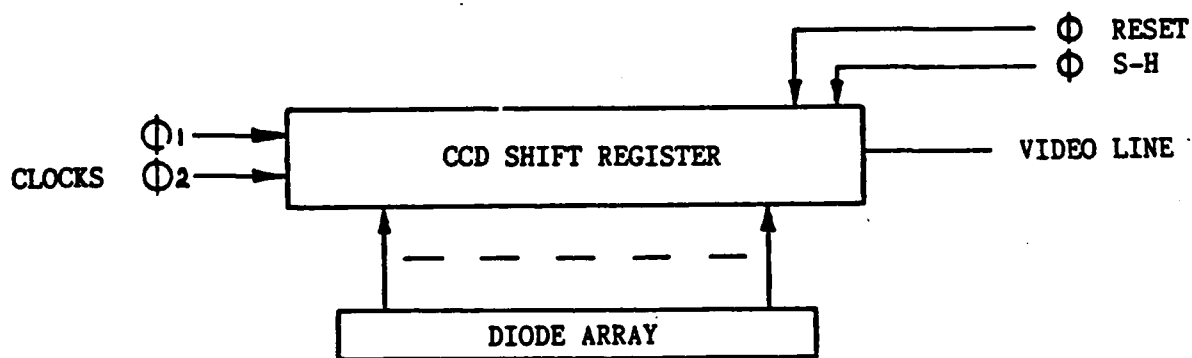 Φ RESET
Φ S-H
Φ1
CCD SHIFT REGISTER
VIDEO LINE
CLOCKS Φ2
DIODE ARRAY